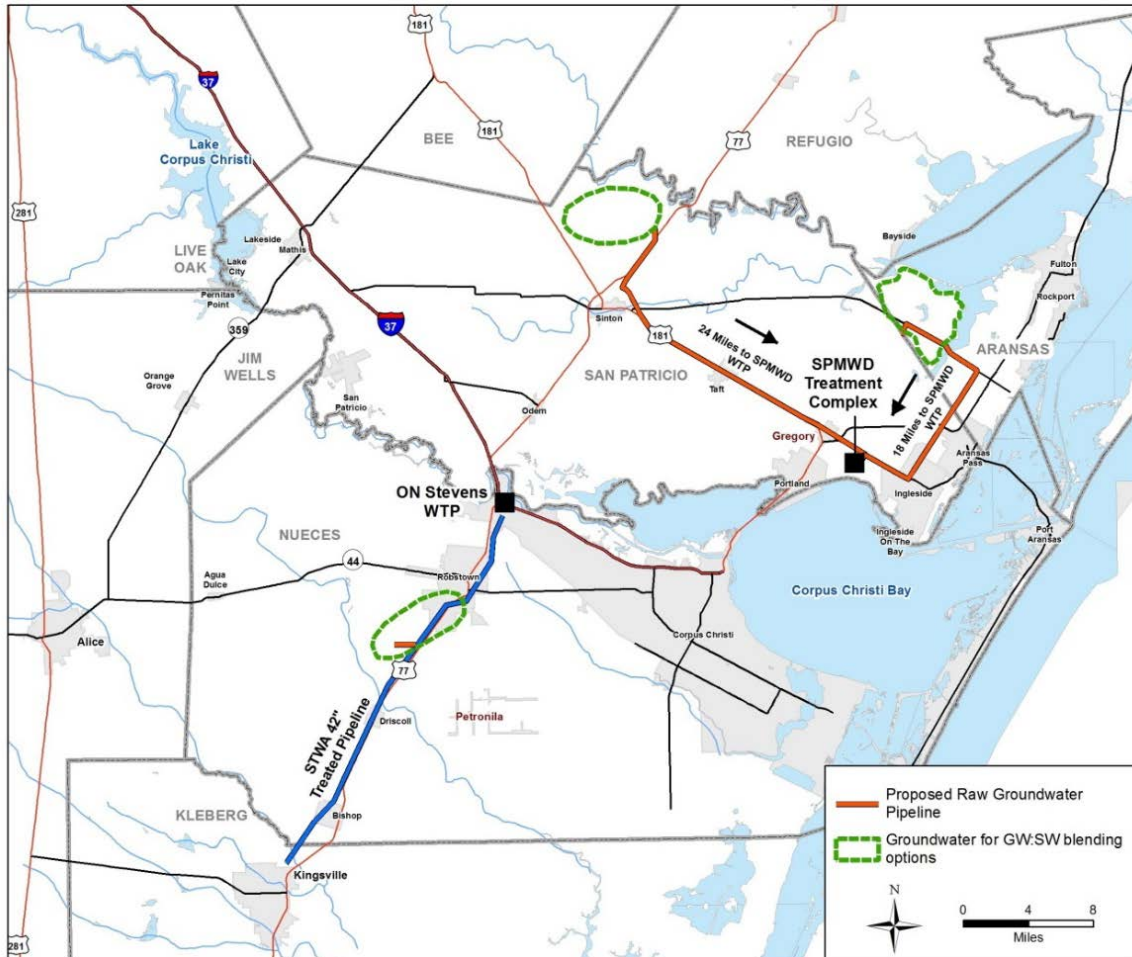 181
37
77
BEE
REFUGIO
Lake
Corpus Christi
281
Bayside
Lakeside
Mathis
LIVE
OAK
Lake
City
Fulton
Pernitas
Point
Rockport
Sinton
359
37
181
24 Miles to SPMWD
WTP
ARANSAS
JIM
WELLS
SAN PATRICIO
Orange
Grove
Taft
SPMWD
Treatment
Complex
18 Miles to SPMWD
WTP
San
Patricio
Odem
Gregory
Aransas
Pass
Portland
Ingleside
ON Stevens
WTP
Ingleside
On The
Bay
Port
Aransas
NUECES
44
Robstown
Agua
Dulce
Corpus Christi Bay
Alice
Corpus Christi
77
Petronila
Driscoll
STWA 42"
Treated Pipeline
KLEBERG
Bishop
Kingsville
281
Proposed Raw Groundwater
Pipeline
Groundwater for GW:SW blending
options
N
0 4 8
Miles
181